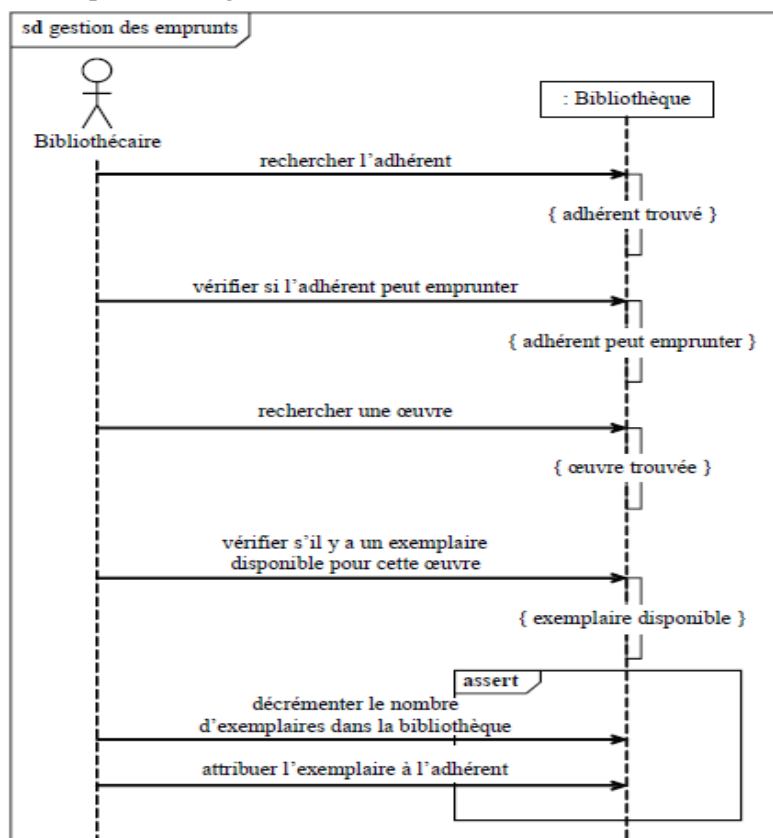 sd gestion des emprunts
: Bibliothèque
Bibliothécaire
rechercher l'adhérent
{ adhérent trouvé }
vérifier si l'adhérent peut emprunter
{ adhérent peut emprunter }
rechercher une œuvre
{ œuvre trouvée }
vérifier s'il y a un exemplaire
disponible pour cette œuvre
{ exemplaire disponible }
assert
décrémenter le nombre
d'exemplaires dans la bibliothèque
attribuer l'exemplaire à l'adhérent